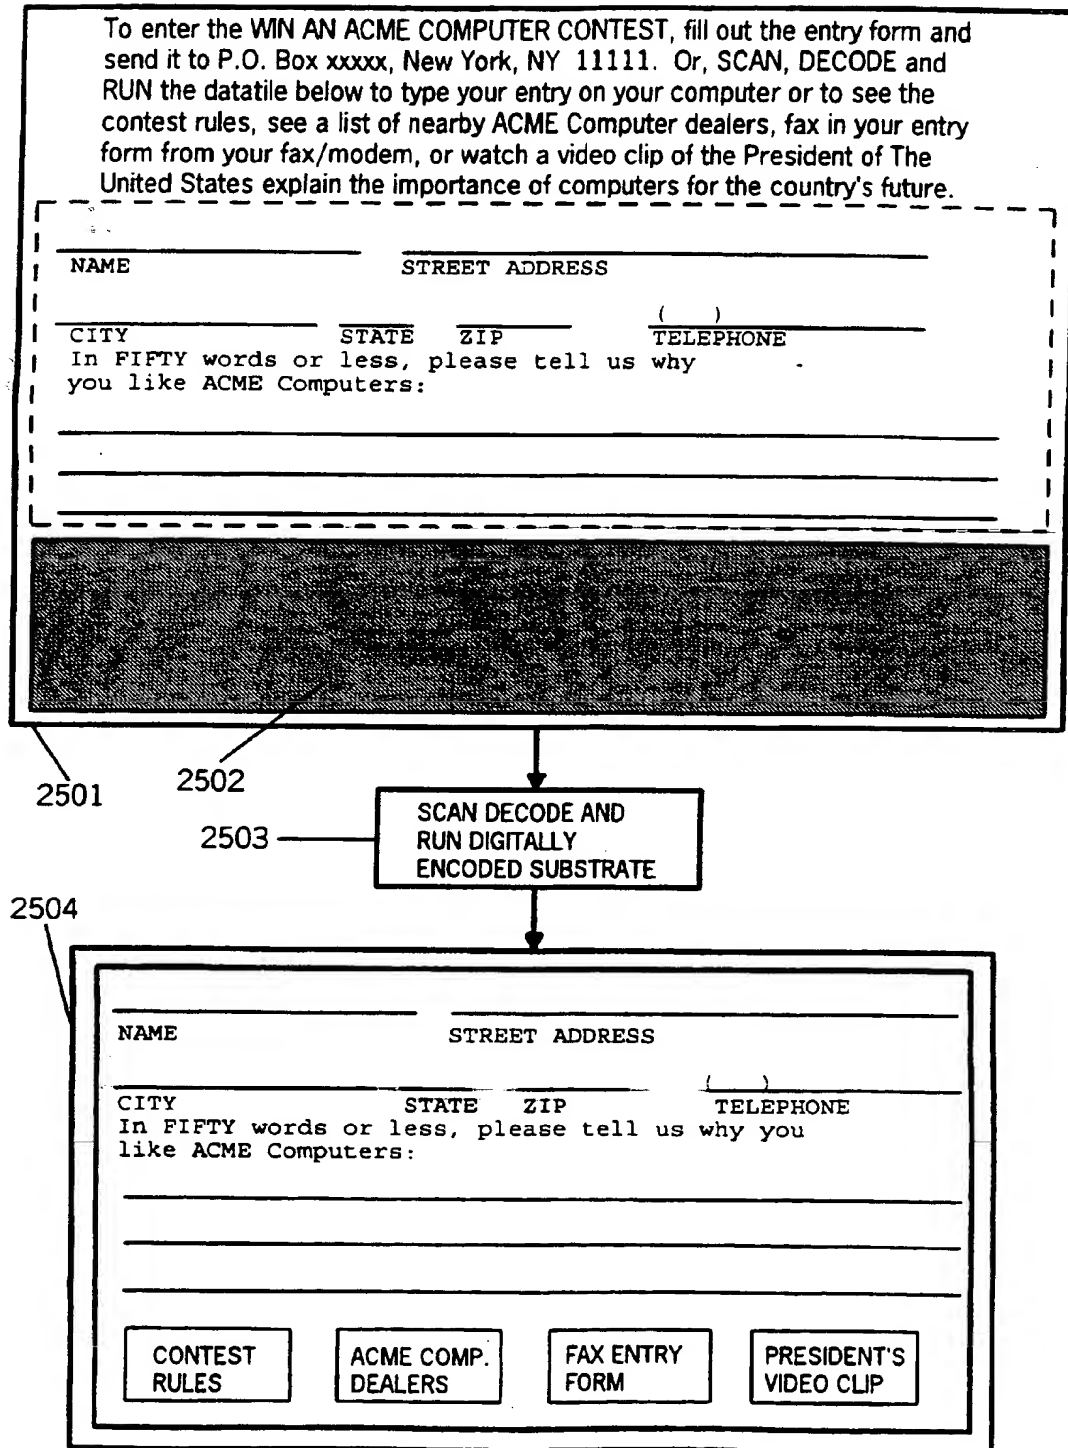 To enter the WIN AN ACME COMPUTER CONTEST, fill out the entry form and
send it to P.O. Box xxxxx, New York, NY 11111. Or, SCAN, DECODE and
RUN the datatile below to type your entry on your computer or to see the
contest rules, see a list of nearby ACME Computer dealers, fax in your entry
form from your fax/modem, or watch a video clip of the President of The
United States explain the importance of computers for the country's future.
NAME STREET ADDRESS
( )
CITY STATE ZIP TELEPHONE
In FIFTY words or less, please tell us why
you like ACME Computers:
2501
2502
2503
SCAN DECODE AND
RUN DIGITALLY
ENCODED SUBSTRATE
2504
NAME STREET ADDRESS
( )
CITY STATE ZIP TELEPHONE
In FIFTY words or less, please tell us why you
like ACME Computers:
CONTEST RULES
ACME COMP. DEALERS
FAX ENTRY FORM
PRESIDENT'S VIDEO CLIP